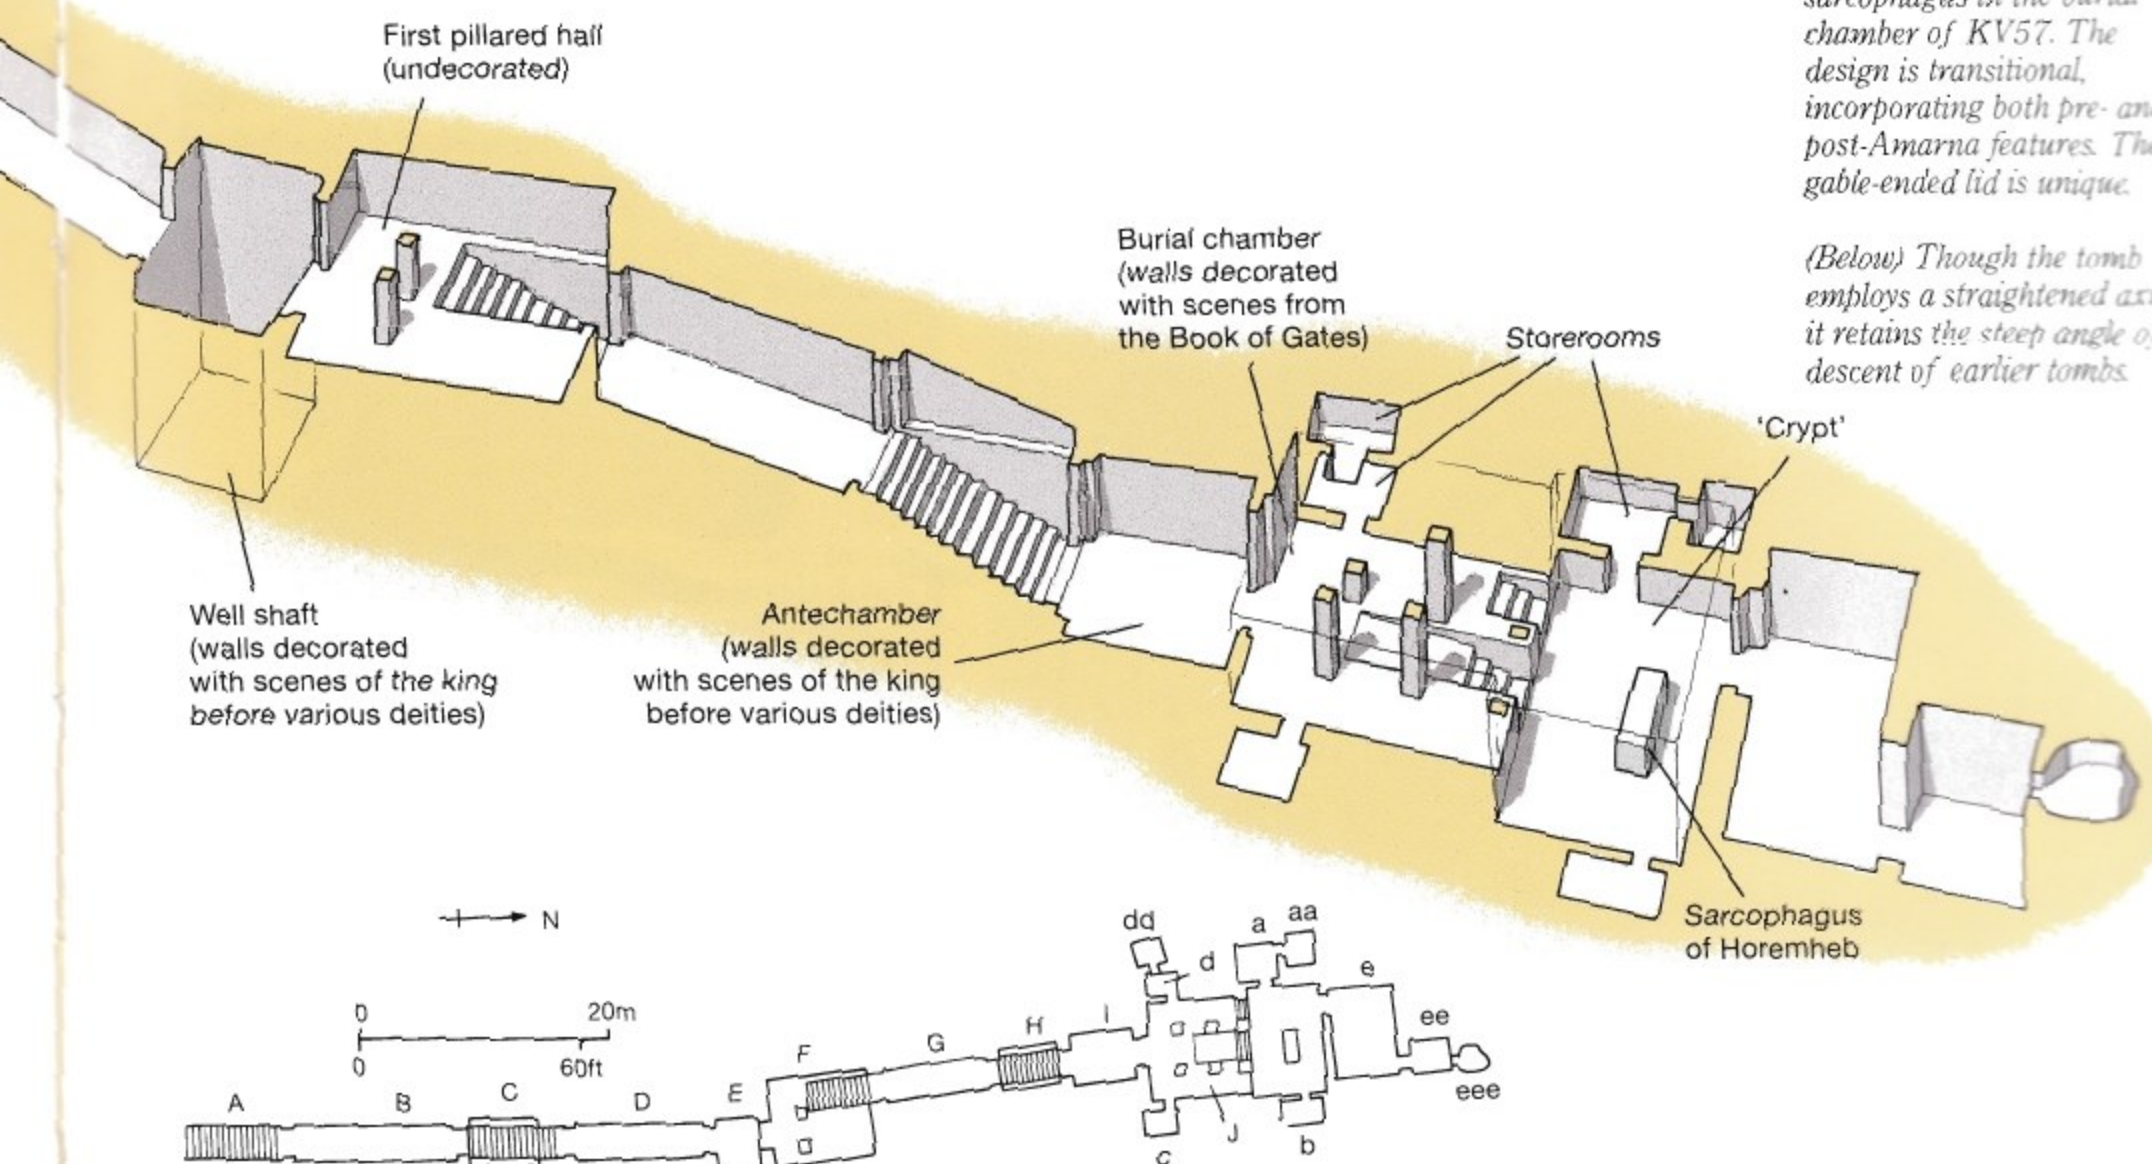 First pillared hall
(undecorated)
chamber of KV57. The
design is transitional,
incorporating both pre- and
post-Amarna features. The
gable-ended lid is unique.
(Below) Though the tomb
employs a straightened
it retains the steep angle
descent of earlier tombs.
Burial chamber
(walls decorated
with scenes from
the Book of Gates)
Storerooms
'Crypt'
Well shaft
(walls decorated
with scenes of the king
before various deities)
Antechamber
(walls decorated
with scenes of the king
before various deities)
Sarcophagus
of Horemheb
N
0 20m
0 60ft
A B C D E F G H I
dd d a aa e ee eee
c J b